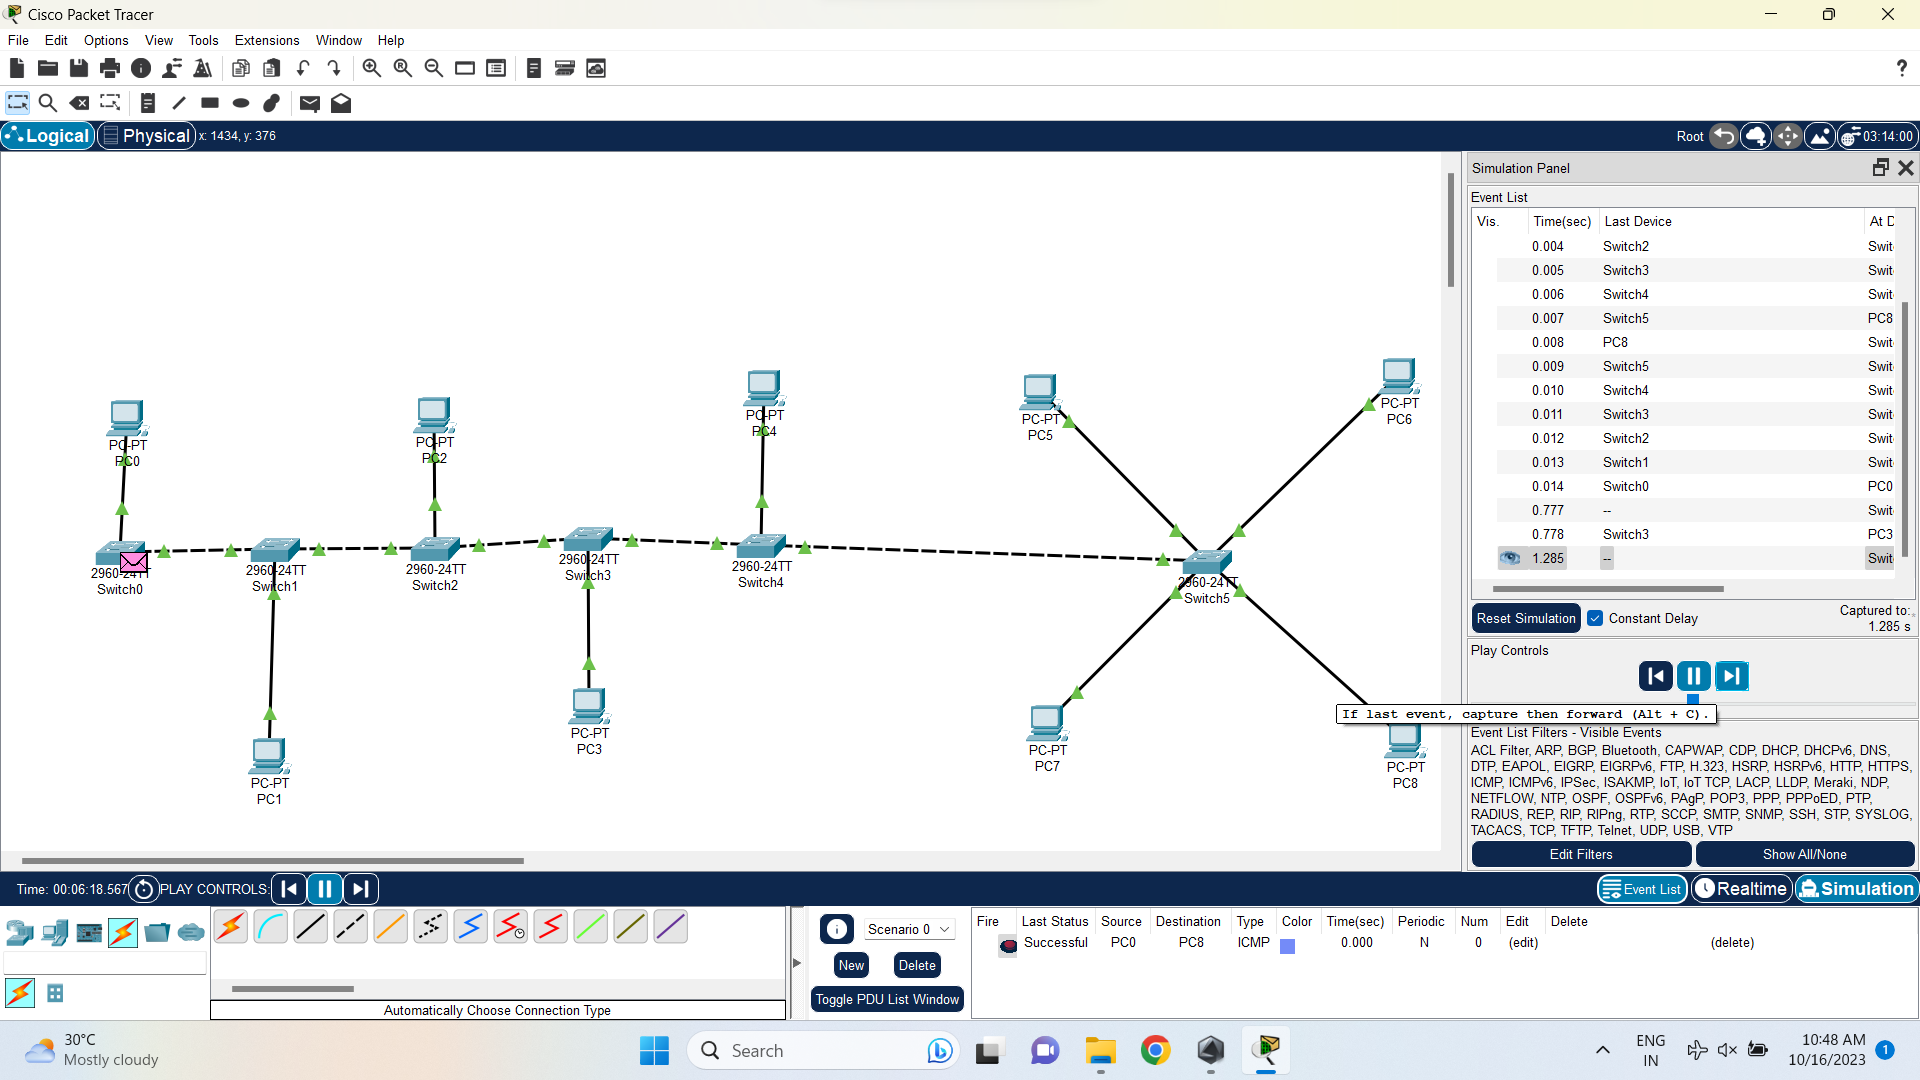 Cisco Packet Tracer
File Edit Options View Tools Extensions Window Help
?
Logical Physical x: 1434, y: 376
Root 03:14:00
PC-PT
PC0
PC-PT
PC2
PC-PT
PC4
PC-PT
PC5
PC-PT
PC6
2960-24TT
Switch0
2960-24TT
Switch1
2960-24TT
Switch2
2960-24TT
Switch3
2960-24TT
Switch4
2960-24TT
Switch5
PC-PT
PC1
PC-PT
PC3
PC-PT
PC7
PC-PT
PC8
Simulation Panel
Event List
Vis. Time(sec) Last Device At D
0.004 Switch2 Swit
0.005 Switch3 Swit
0.006 Switch4 Swit
0.007 Switch5 PC8
0.008 PC8 Swit
0.009 Switch5 Swit
0.010 Switch4 Swit
0.011 Switch3 Swit
0.012 Switch2 Swit
0.013 Switch1 Swit
0.014 Switch0 PC0
0.777 -- Swit
0.778 Switch3 PC3
1.285 -- Swit
Reset Simulation Constant Delay Captured to:
1.285 s
Play Controls
If last event, capture then forward (Alt + C).
Event List Filters - Visible Events
ACL Filter, ARP, BGP, Bluetooth, CAPWAP, CDP, DHCP, DHCPv6, DNS,
DTP, EAPOL, EIGRP, EIGRPv6, FTP, H.323, HSRP, HSRPv6, HTTP, HTTPS,
ICMP, ICMPv6, IPSec, ISAKMP, IoT, IoT TCP, LACP, LLDP, Meraki, NDP,
NETFLOW, NTP, OSPF, OSPFv6, PAgP, POP3, PPP, PPPoED, PTP,
RADIUS, REP, RIP, RIPng, RTP, SCCP, SMTP, SNMP, SSH, STP, SYSLOG,
TACACS, TCP, TFTP, Telnet, UDP, USB, VTP
Edit Filters Show All/None
Time: 00:06:18.567 PLAY CONTROLS:
Event List Realtime Simulation
Automatically Choose Connection Type
Scenario 0
New Delete
Toggle PDU List Window
Fire Last Status Source Destination Type Color Time(sec) Periodic Num Edit Delete
Successful PC0 PC8 ICMP 0.000 N 0 (edit) (delete)
30°C
Mostly cloudy
Search
ENG
IN
10:48 AM
10/16/2023
1